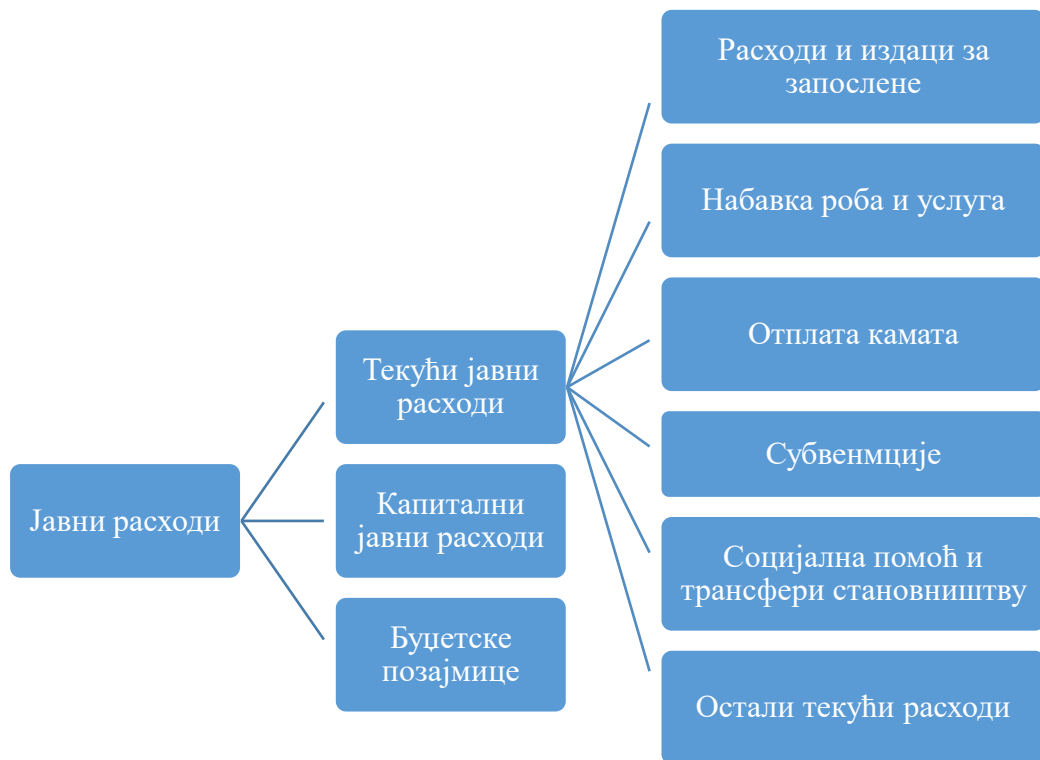 Јавни расходи
Текући јавни
расходи
Капитални
јавни расходи
Буџетске
позајмице
Расходи и издаци за
запослене
Набавка роба и услуга
Отплата камата
Субвенмције
Социјална помоћ и
трансфери становништву
Остали текући расходи